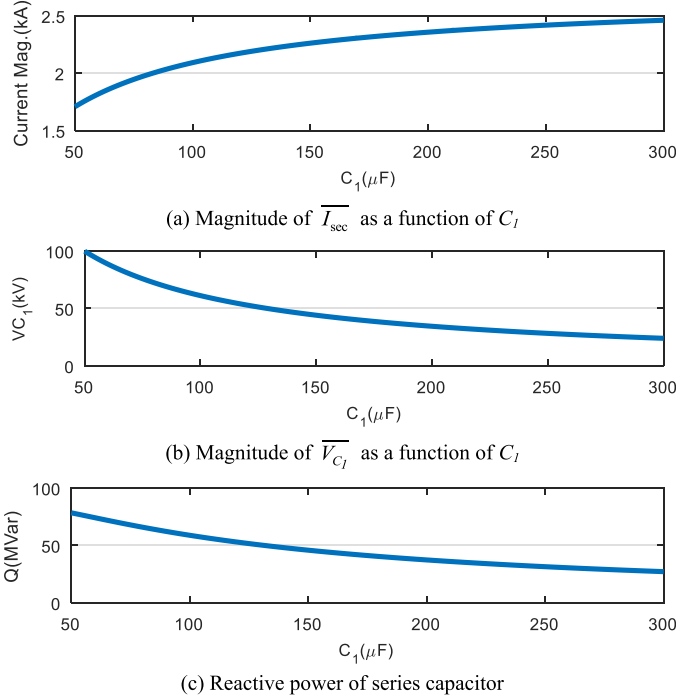 Current Mag.(kA)
2.5
2
1.5
50 100 150 200 250 300
C₁(μF)
(a) Magnitude of I̅sec as a function of C₁
VC₁(kV)
100
50
0
50 100 150 200 250 300
C₁(μF)
(b) Magnitude of V̅C₁ as a function of C₁
Q(MVar)
100
50
0
50 100 150 200 250 300
C₁(μF)
(c) Reactive power of series capacitor